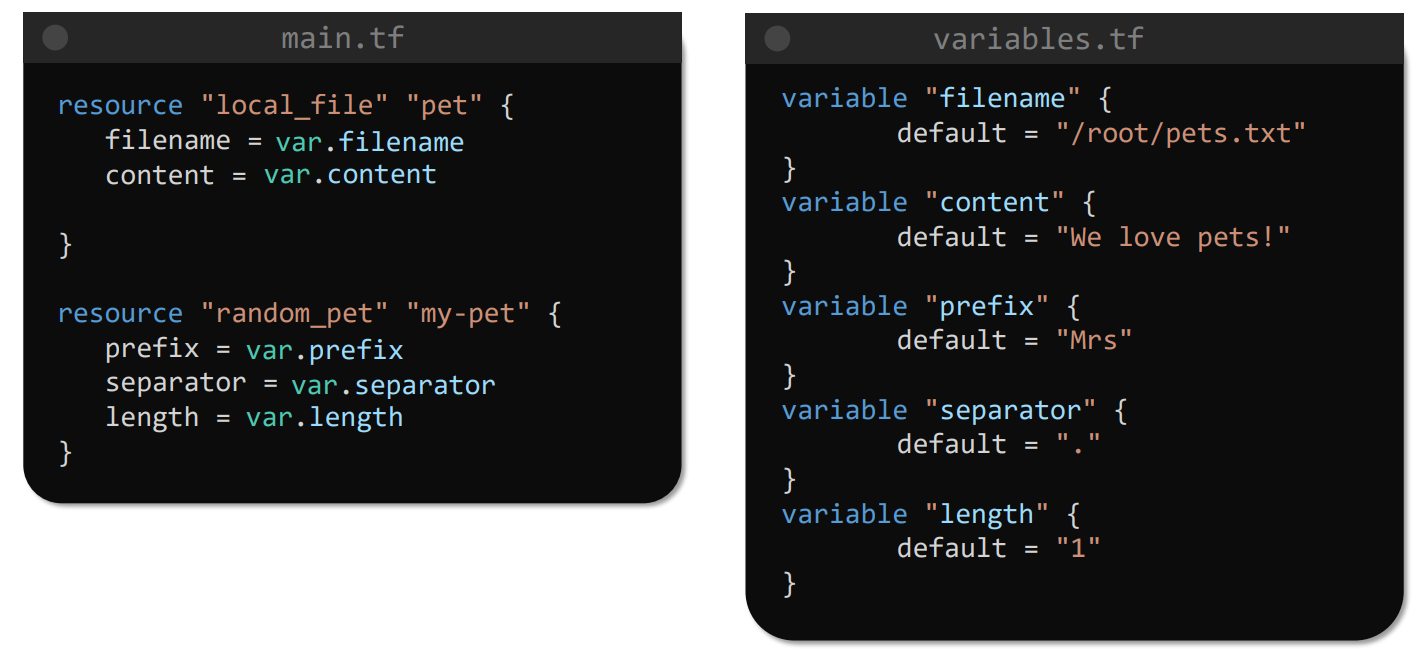 main.tf
resource "local_file" "pet" {
filename = var.filename
content = var.content
}
resource "random_pet" "my-pet" {
prefix = var.prefix
separator = var.separator
length = var.length
}
variables.tf
variable "filename" {
default = "/root/pets.txt"
}
variable "content" {
default = "We love pets!"
}
variable "prefix" {
default = "Mrs"
}
variable "separator" {
default = "."
}
variable "length" {
default = "1"
}